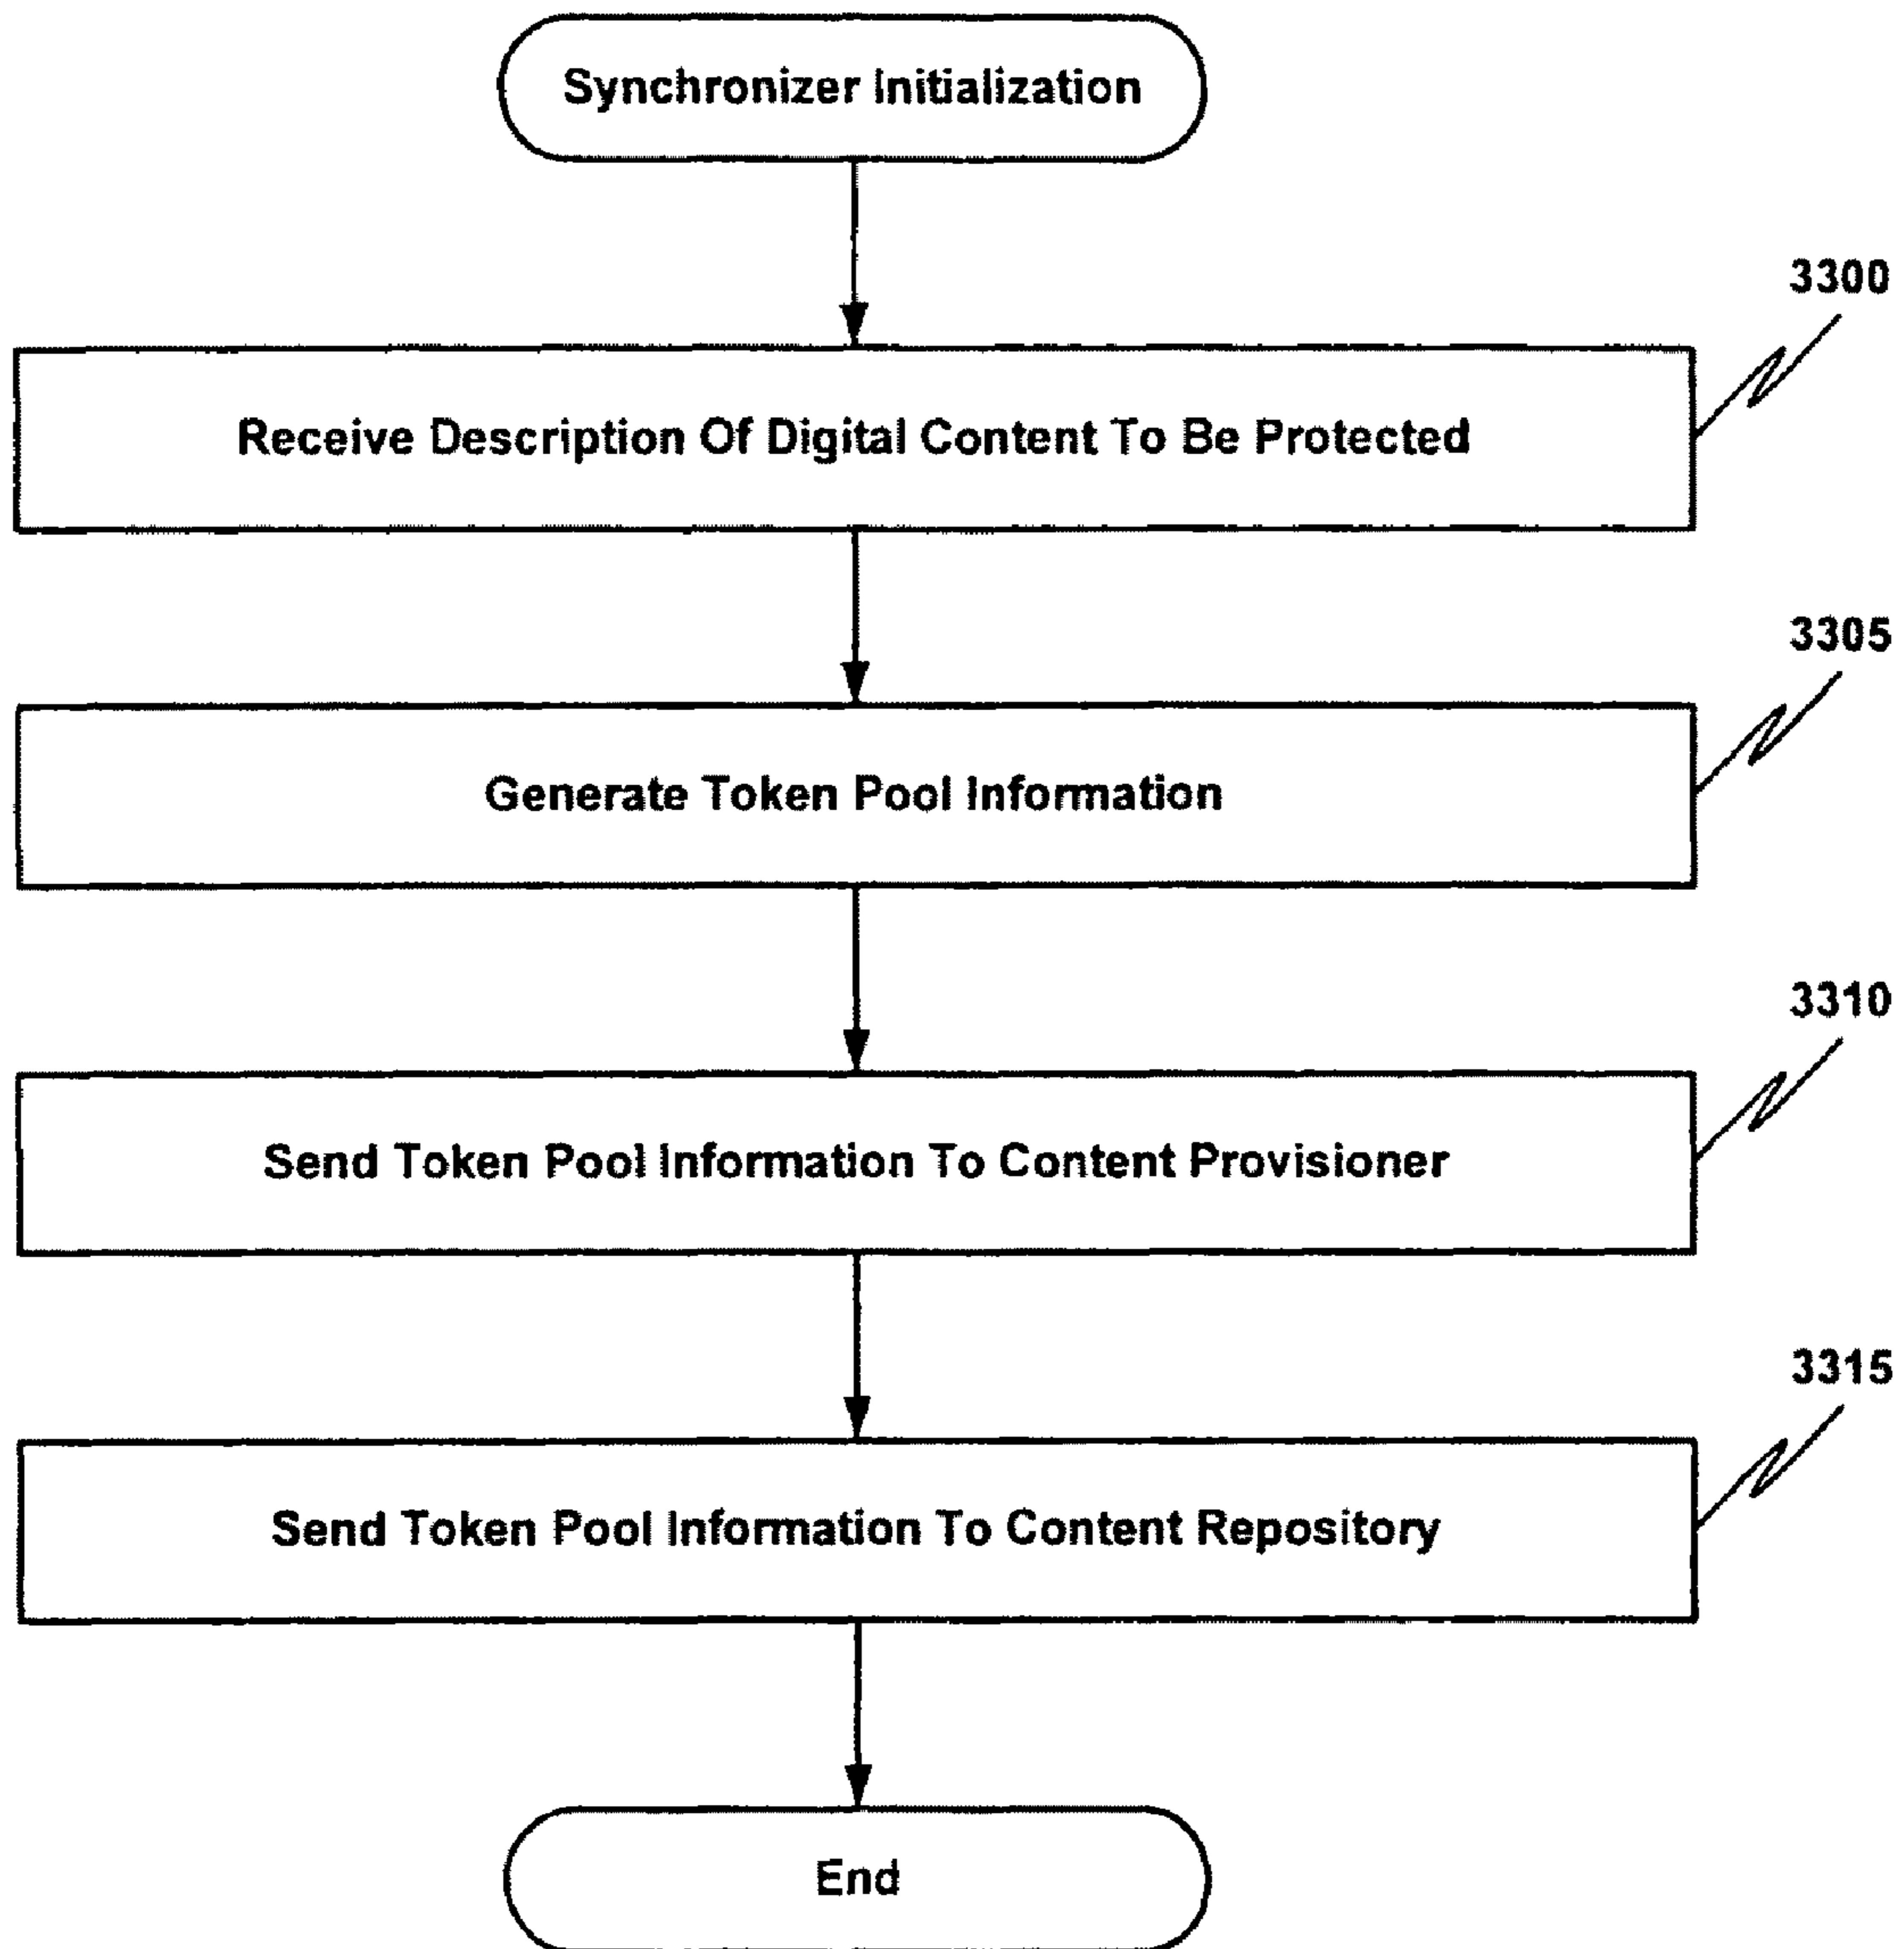 Synchronizer Initialization
3300
Receive Description Of Digital Content To Be Protected
3305
Generate Token Pool Information
3310
Send Token Pool Information To Content Provisioner
3315
Send Token Pool Information To Content Repository
End